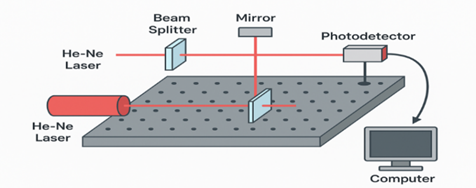 Beam
Splitter
Mirror
Photodetector
He-Ne
Laser
He-Ne
Laser
Computer